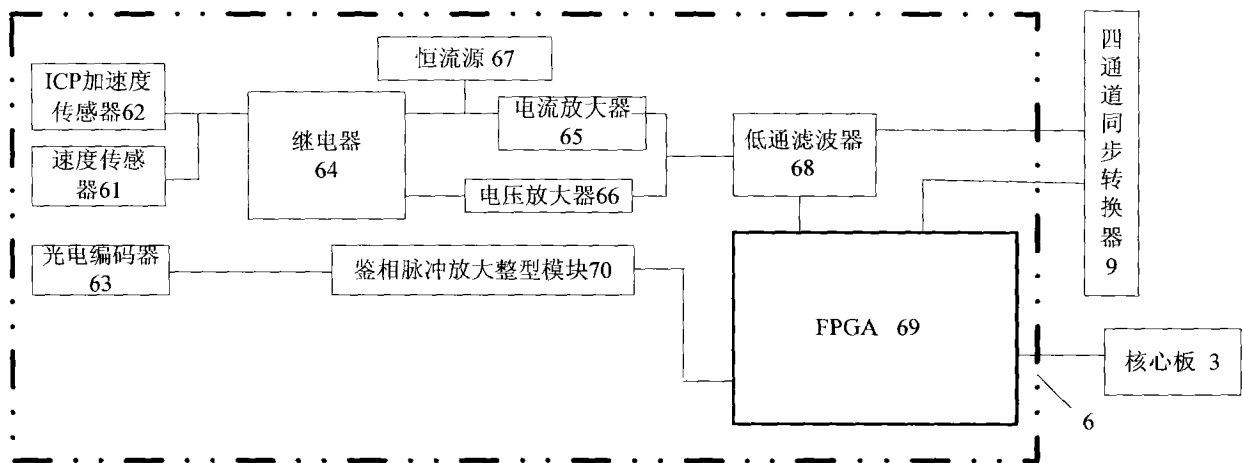 恒流源 67
ICP加速度
传感器62
速度传感
器61
继电器
64
电流放大器
65
电压放大器66
低通滤波器
68
四通道同步转换器9
光电编码器
63
鉴相脉冲放大整型模块70
FPGA 69
核心板 3
6